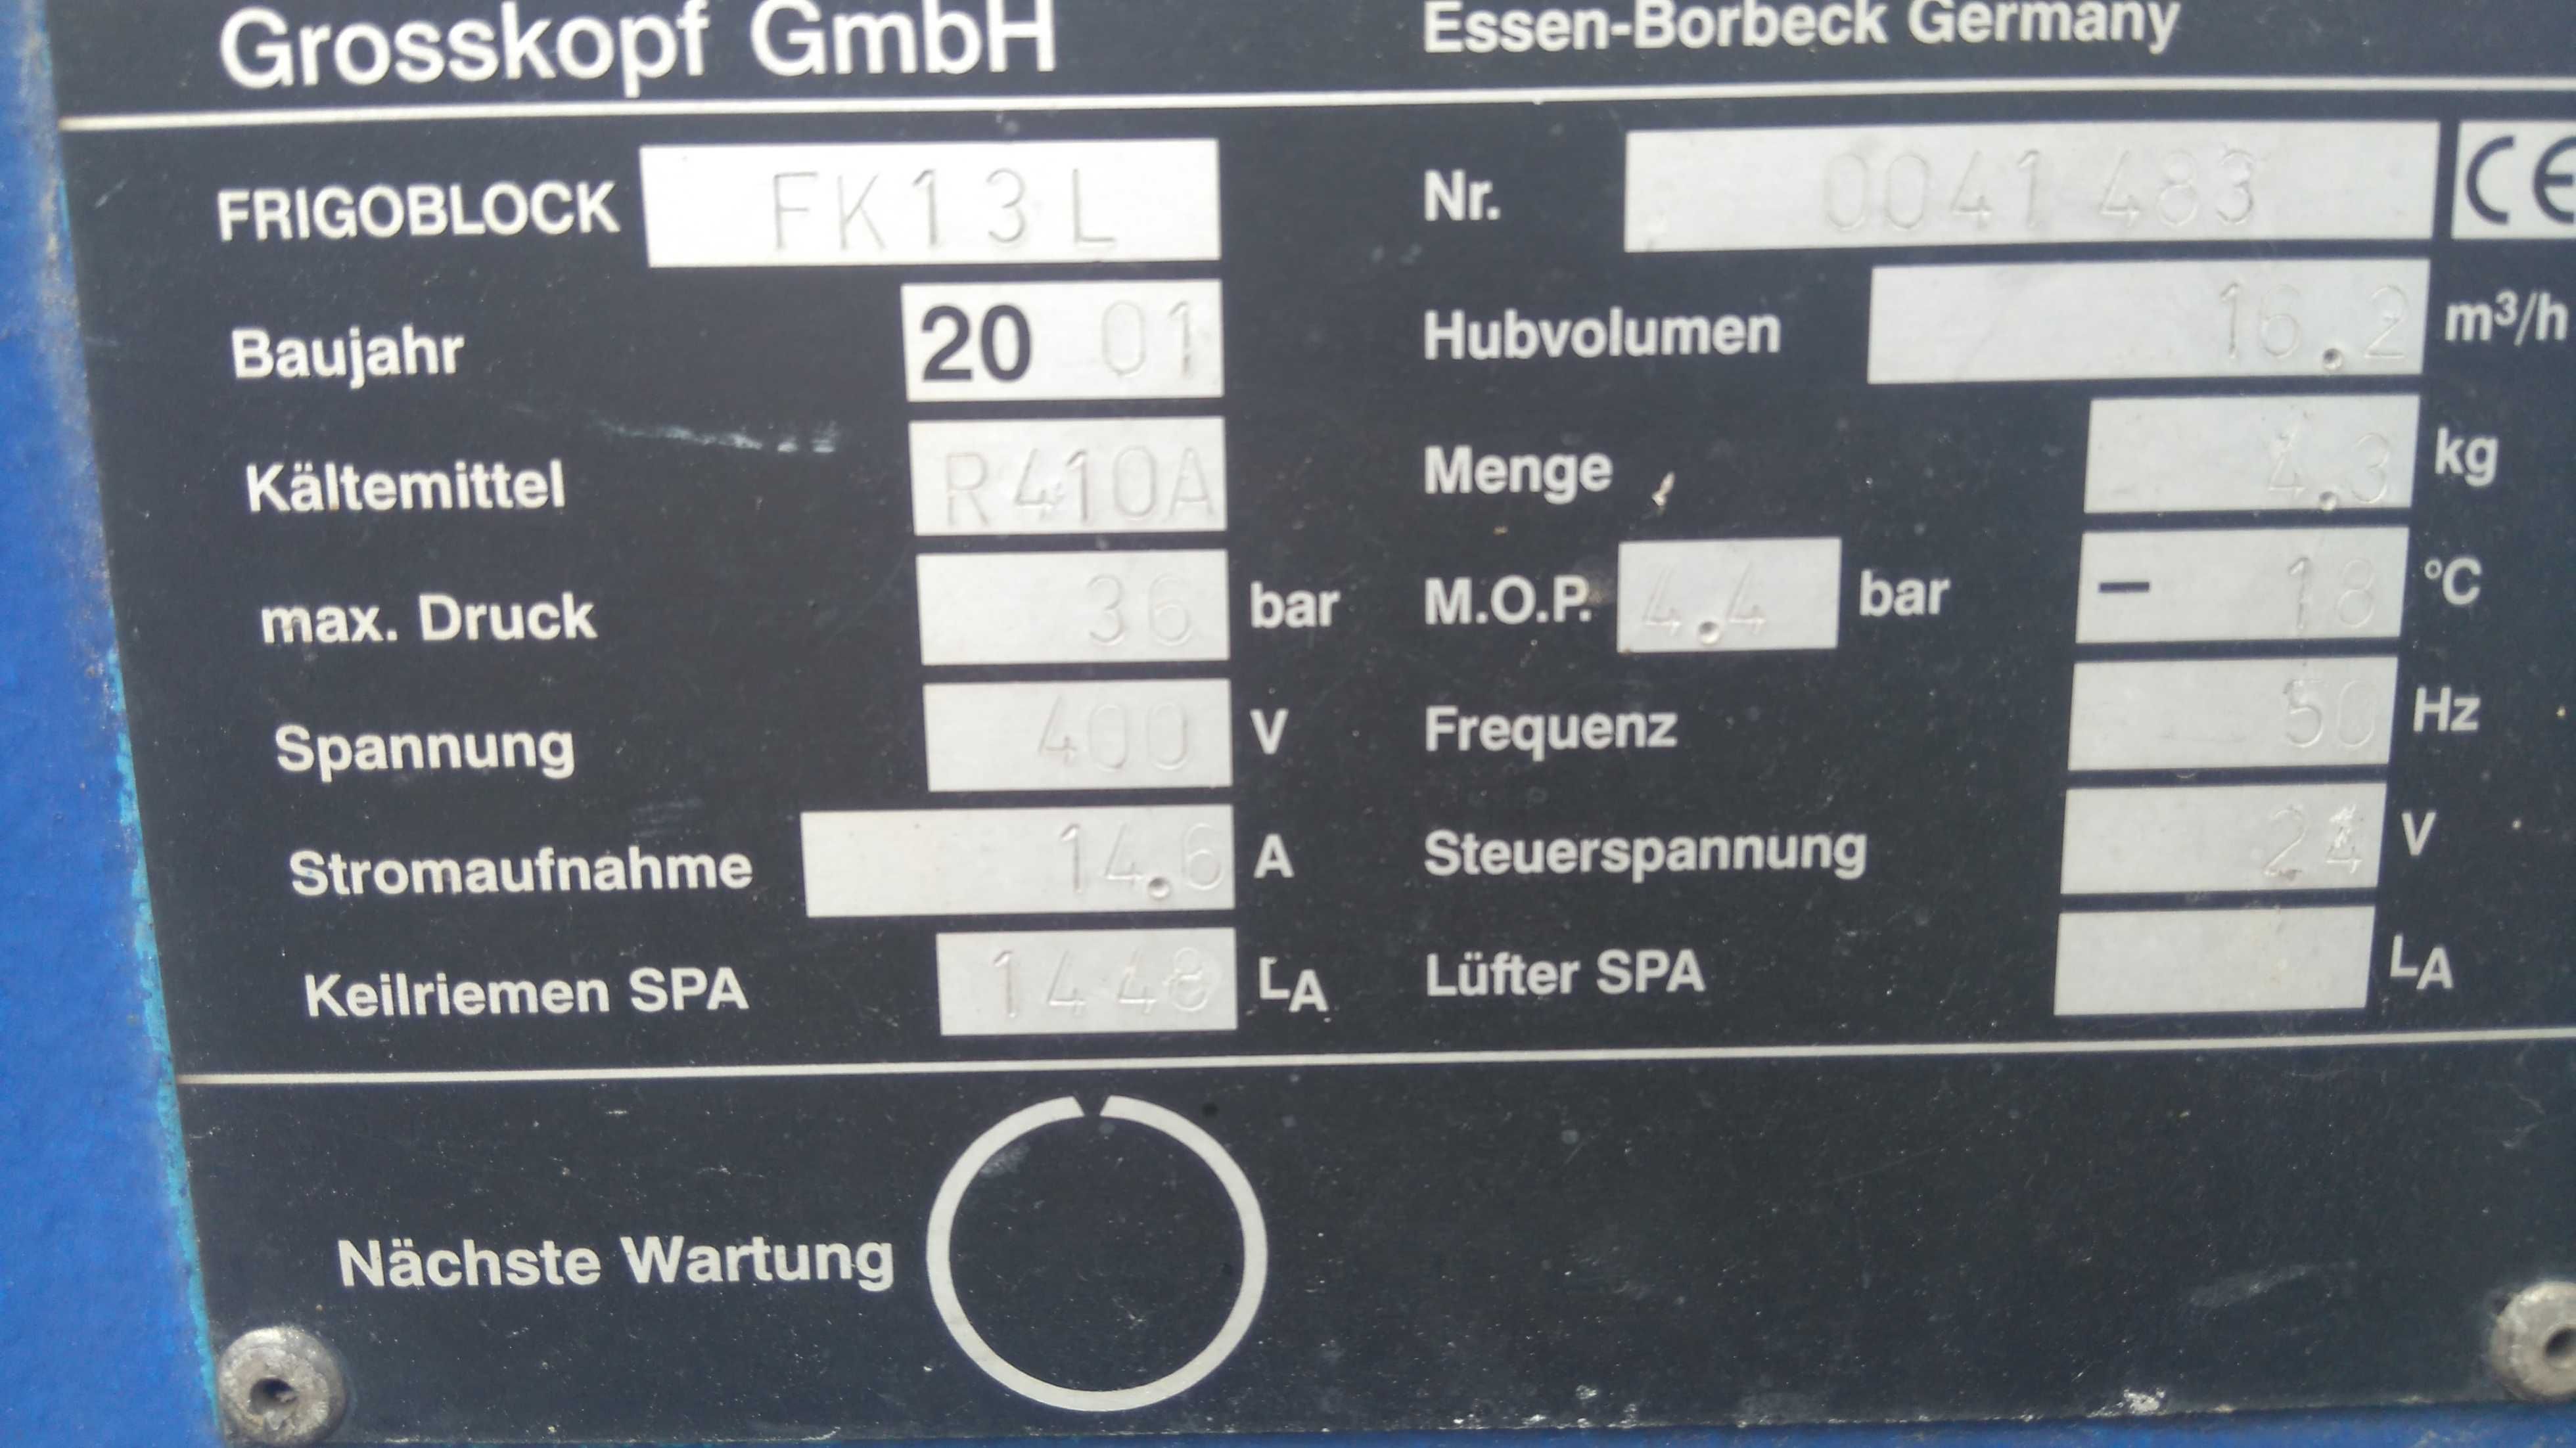 Grosskopf GmbH Essen-Borbeck Germany
FRIGOBLOCK FK13L Nr. 0041483 CE
Baujahr 2001 Hubvolumen 16.2 m³/h
Kältemittel R410A Menge 4.3 kg
max. Druck 36 bar M.O.P. 4.4 bar - 18 °C
Spannung 400 V Frequenz 50 Hz
Stromaufnahme 14.6 A Steuerspannung 24 V
Keilriemen SPA 1448 LA Lüfter SPA LA
Nächste Wartung